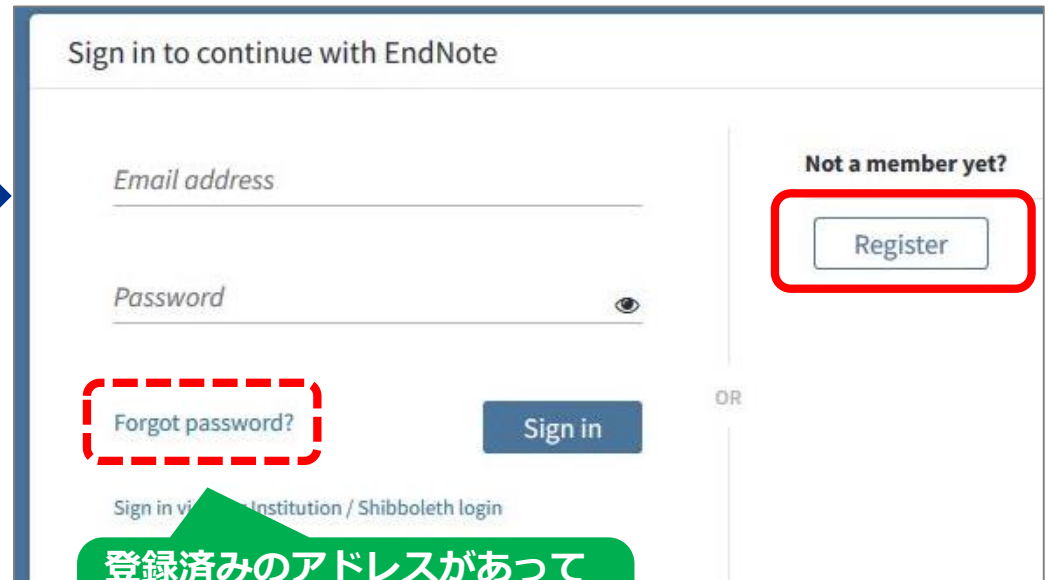 Sign in to continue with EndNote
Email address
Password
Forgot password?
Sign in
Sign in vi Institution / Shibboleth login
Not a member yet?
Register
OR
登録済みのアドレスがあって